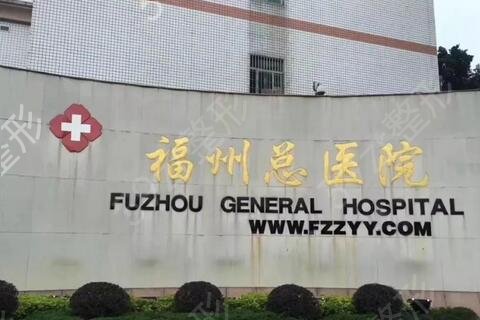 福州总医院
FUZHOU GENERAL HOSPITAL
WWW.FZZYY.COM